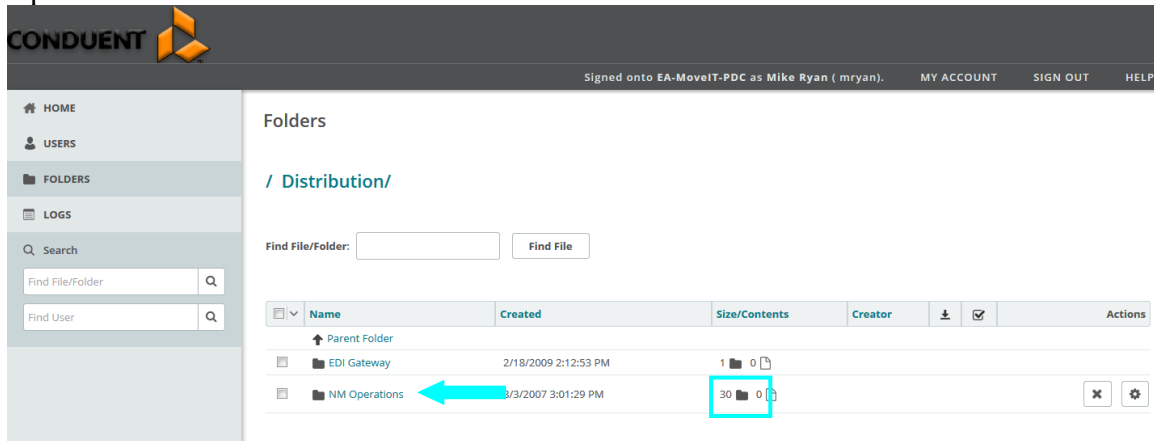 CONDUENT
Signed onto EA-MoveIT-PDC as Mike Ryan ( mryan). MY ACCOUNT SIGN OUT HELP
HOME
USERS
FOLDERS
LOGS
Search
Find File/Folder
Find User
Folders
/ Distribution/
Find File/Folder: Find File
Name Created Size/Contents Creator Actions
Parent Folder
EDI Gateway 2/18/2009 2:12:53 PM 1 0
NM Operations /3/2007 3:01:29 PM 30 0